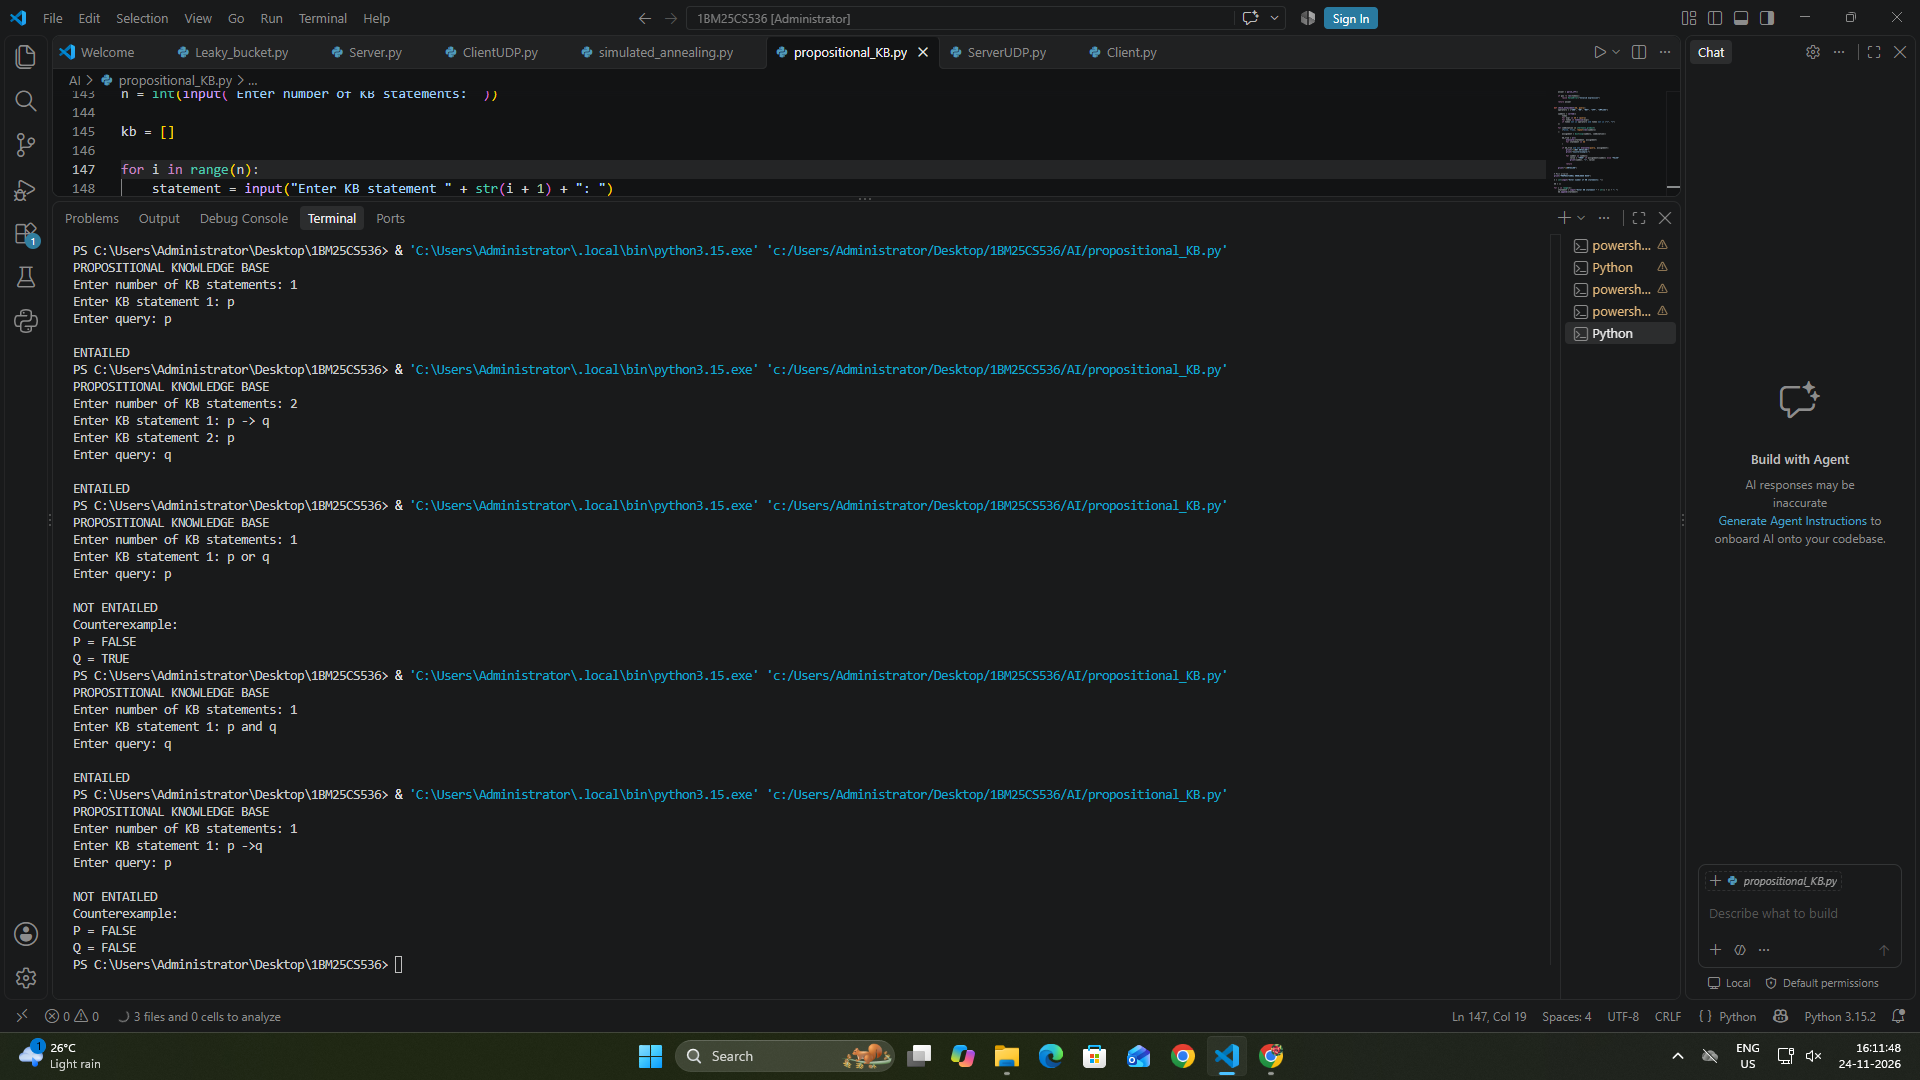 File Edit Selection View Go Run Terminal Help
1BM25CS536 [Administrator]
Sign In
Welcome
Leaky_bucket.py
Server.py
ClientUDP.py
simulated_annealing.py
propositional_KB.py
ServerUDP.py
Client.py
Chat
AI > propositional_KB.py > ...
143 n = int(input("Enter number of KB statements: "))
144
145 kb = []
146
147 for i in range(n):
148 statement = input("Enter KB statement " + str(i + 1) + ": ")
Problems Output Debug Console Terminal Ports
PS C:\Users\Administrator\Desktop\1BM25CS536> & 'C:\Users\Administrator\.local\bin\python3.15.exe' 'c:/Users/Administrator/Desktop/1BM25CS536/AI/propositional_KB.py'
PROPOSITIONAL KNOWLEDGE BASE
Enter number of KB statements: 1
Enter KB statement 1: p
Enter query: p
ENTAILED
PS C:\Users\Administrator\Desktop\1BM25CS536> & 'C:\Users\Administrator\.local\bin\python3.15.exe' 'c:/Users/Administrator/Desktop/1BM25CS536/AI/propositional_KB.py'
PROPOSITIONAL KNOWLEDGE BASE
Enter number of KB statements: 2
Enter KB statement 1: p -> q
Enter KB statement 2: p
Enter query: q
ENTAILED
PS C:\Users\Administrator\Desktop\1BM25CS536> & 'C:\Users\Administrator\.local\bin\python3.15.exe' 'c:/Users/Administrator/Desktop/1BM25CS536/AI/propositional_KB.py'
PROPOSITIONAL KNOWLEDGE BASE
Enter number of KB statements: 1
Enter KB statement 1: p or q
Enter query: p
NOT ENTAILED
Counterexample:
P = FALSE
Q = TRUE
PS C:\Users\Administrator\Desktop\1BM25CS536> & 'C:\Users\Administrator\.local\bin\python3.15.exe' 'c:/Users/Administrator/Desktop/1BM25CS536/AI/propositional_KB.py'
PROPOSITIONAL KNOWLEDGE BASE
Enter number of KB statements: 1
Enter KB statement 1: p and q
Enter query: q
ENTAILED
PS C:\Users\Administrator\Desktop\1BM25CS536> & 'C:\Users\Administrator\.local\bin\python3.15.exe' 'c:/Users/Administrator/Desktop/1BM25CS536/AI/propositional_KB.py'
PROPOSITIONAL KNOWLEDGE BASE
Enter number of KB statements: 1
Enter KB statement 1: p ->q
Enter query: p
NOT ENTAILED
Counterexample:
P = FALSE
Q = FALSE
PS C:\Users\Administrator\Desktop\1BM25CS536>
powersh...
Python
powersh...
powersh...
Python
1
Build with Agent
AI responses may be
inaccurate
Generate Agent Instructions to
onboard AI onto your codebase.
propositional_KB.py
Describe what to build
Local Default permissions
0 0 3 files and 0 cells to analyze
Ln 147, Col 19 Spaces: 4 UTF-8 CRLF { } Python Python 3.15.2
1
26°C
Light rain
Search
ENG
US
16:11:48
24-11-2026